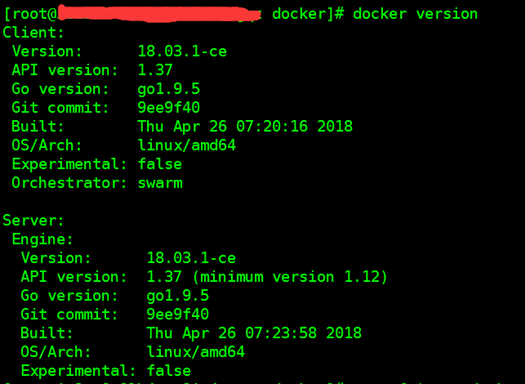 [root@ docker]# docker version
Client:
 Version:      18.03.1-ce
 API version:  1.37
 Go version:   go1.9.5
 Git commit:   9ee9f40
 Built:        Thu Apr 26 07:20:16 2018
 OS/Arch:      linux/amd64
 Experimental: false
 Orchestrator: swarm

Server:
 Engine:
  Version:      18.03.1-ce
  API version:  1.37 (minimum version 1.12)
  Go version:   go1.9.5
  Git commit:   9ee9f40
  Built:        Thu Apr 26 07:23:58 2018
  OS/Arch:      linux/amd64
  Experimental: false